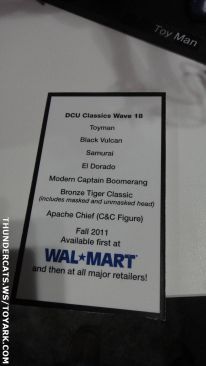 Toy Man
DCU Classics Wave 18
Toyman
Black Vulcan
Samurai
El Dorado
Modern Captain Boomerang
Bronze Tiger Classic
(includes masked and unmasked head)
Apache Chief (C&C Figure)
Fall 2011
Available first at
WAL★MART
and then at all major retailers!
THUNDERCATS.WS/TOYARK.COM